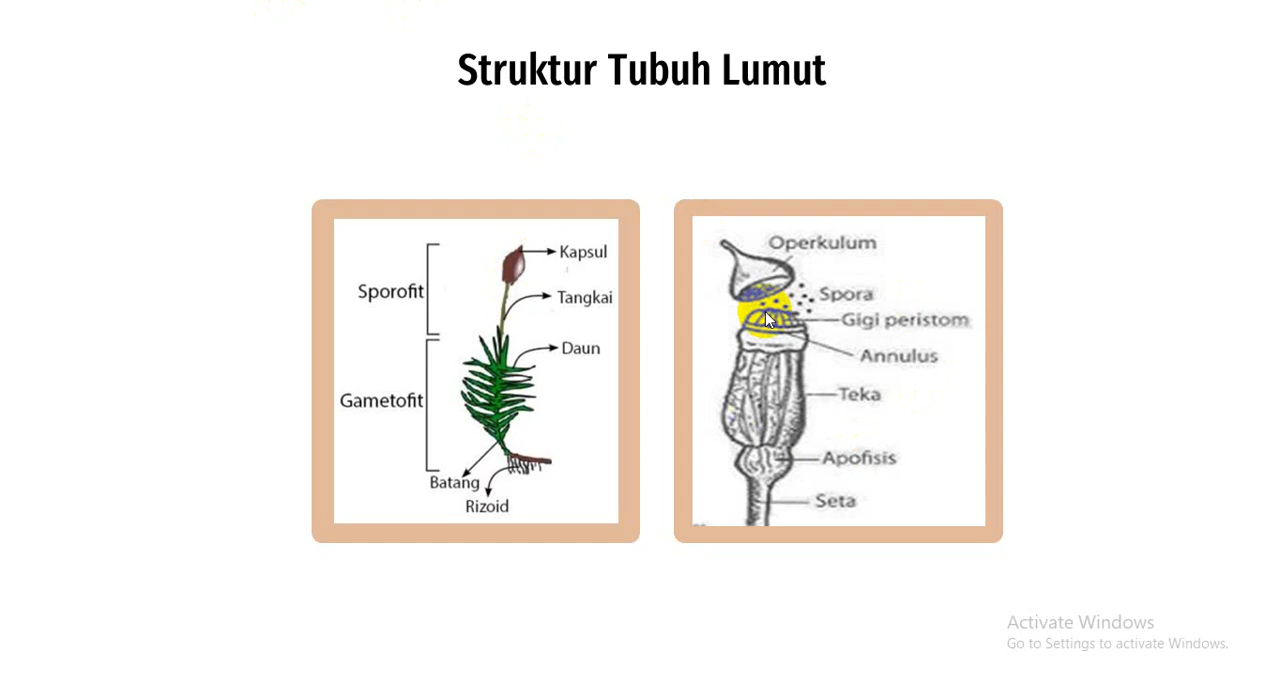 Struktur Tubuh Lumut
Kapsul
Sporofit
Tangkai
Daun
Gametofit
Batang
Rizoid
Operkulum
Spora
Gigi peristom
Annulus
Teka
Apofisis
Seta
Activate Windows
Go to Settings to activate Windows.